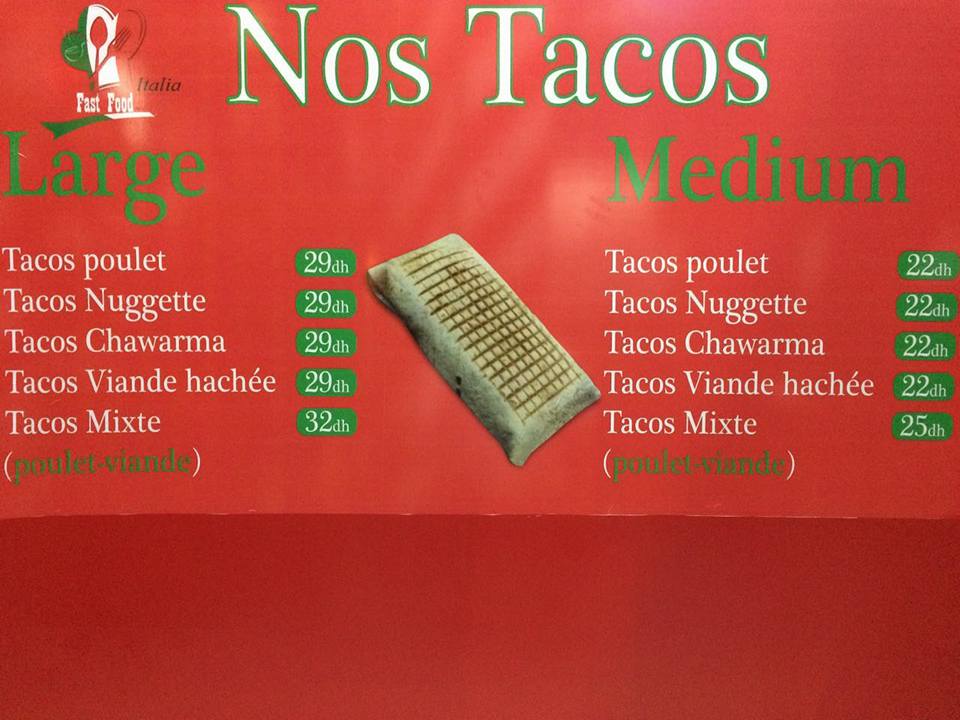 Nos Tacos
Italia
Fast Food
Large
Tacos poulet 29dh
Tacos Nuggette 29dh
Tacos Chawarma 29dh
Tacos Viande hachée 29dh
Tacos Mixte 32dh
(poulet-viande)
Medium
Tacos poulet 22dh
Tacos Nuggette 22dh
Tacos Chawarma 22dh
Tacos Viande hachée 22dh
Tacos Mixte 25dh
(poulet-viande)